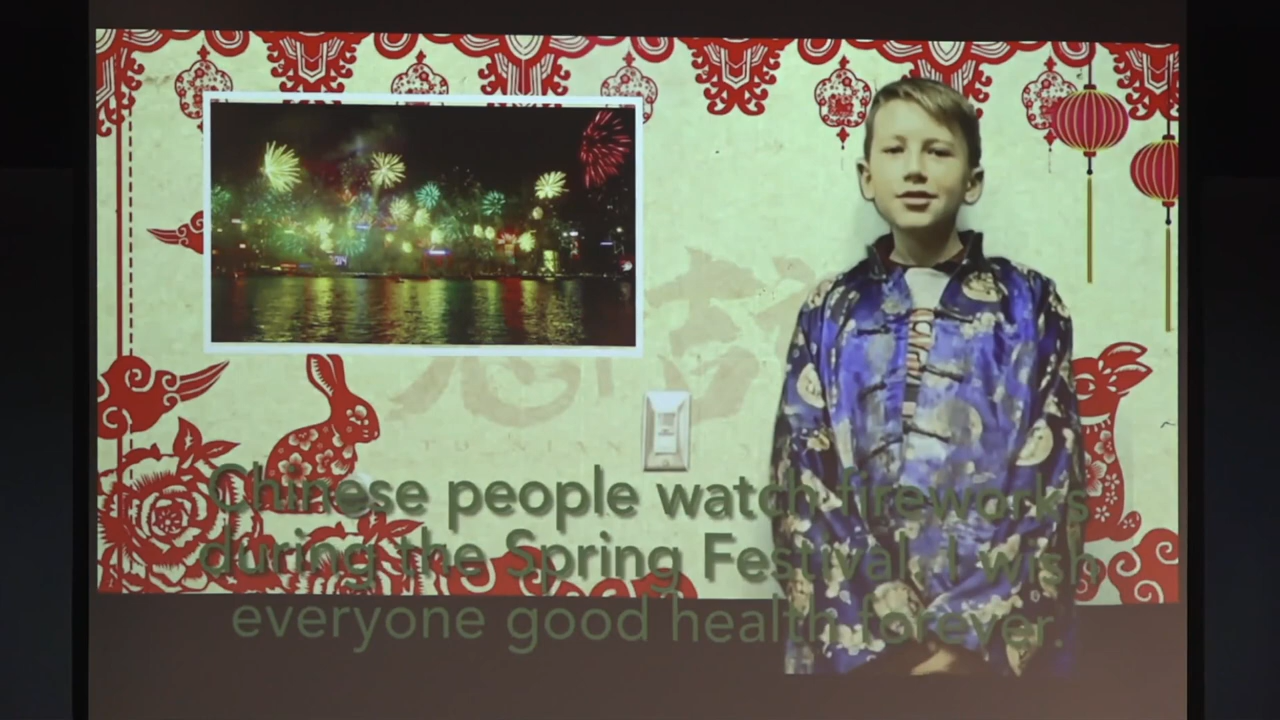 Chinese people watch fireworks
during the Spring Festival. I wish
everyone good health forever.